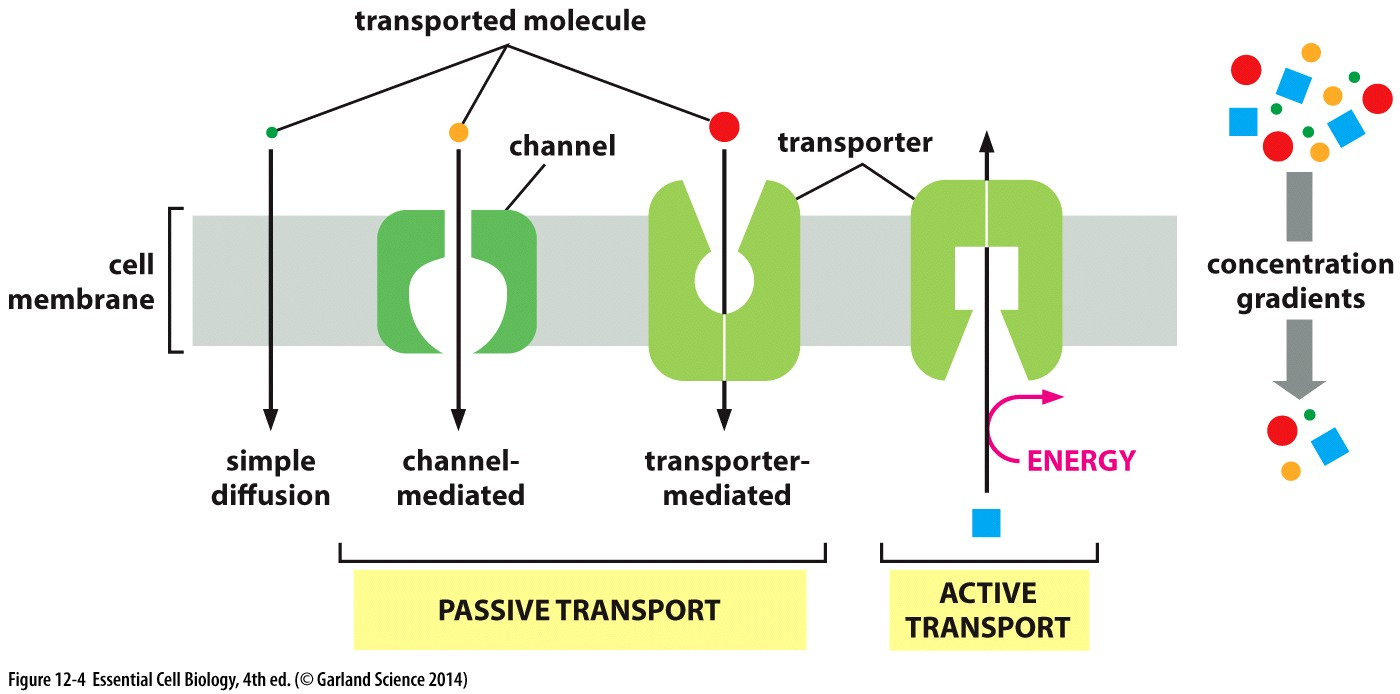 transported molecule
channel
transporter
cell
membrane
concentration
gradients
simple
diffusion
channel-
mediated
transporter-
mediated
ENERGY
PASSIVE TRANSPORT
ACTIVE
TRANSPORT
Figure 12-4 Essential Cell Biology, 4th ed. (© Garland Science 2014)